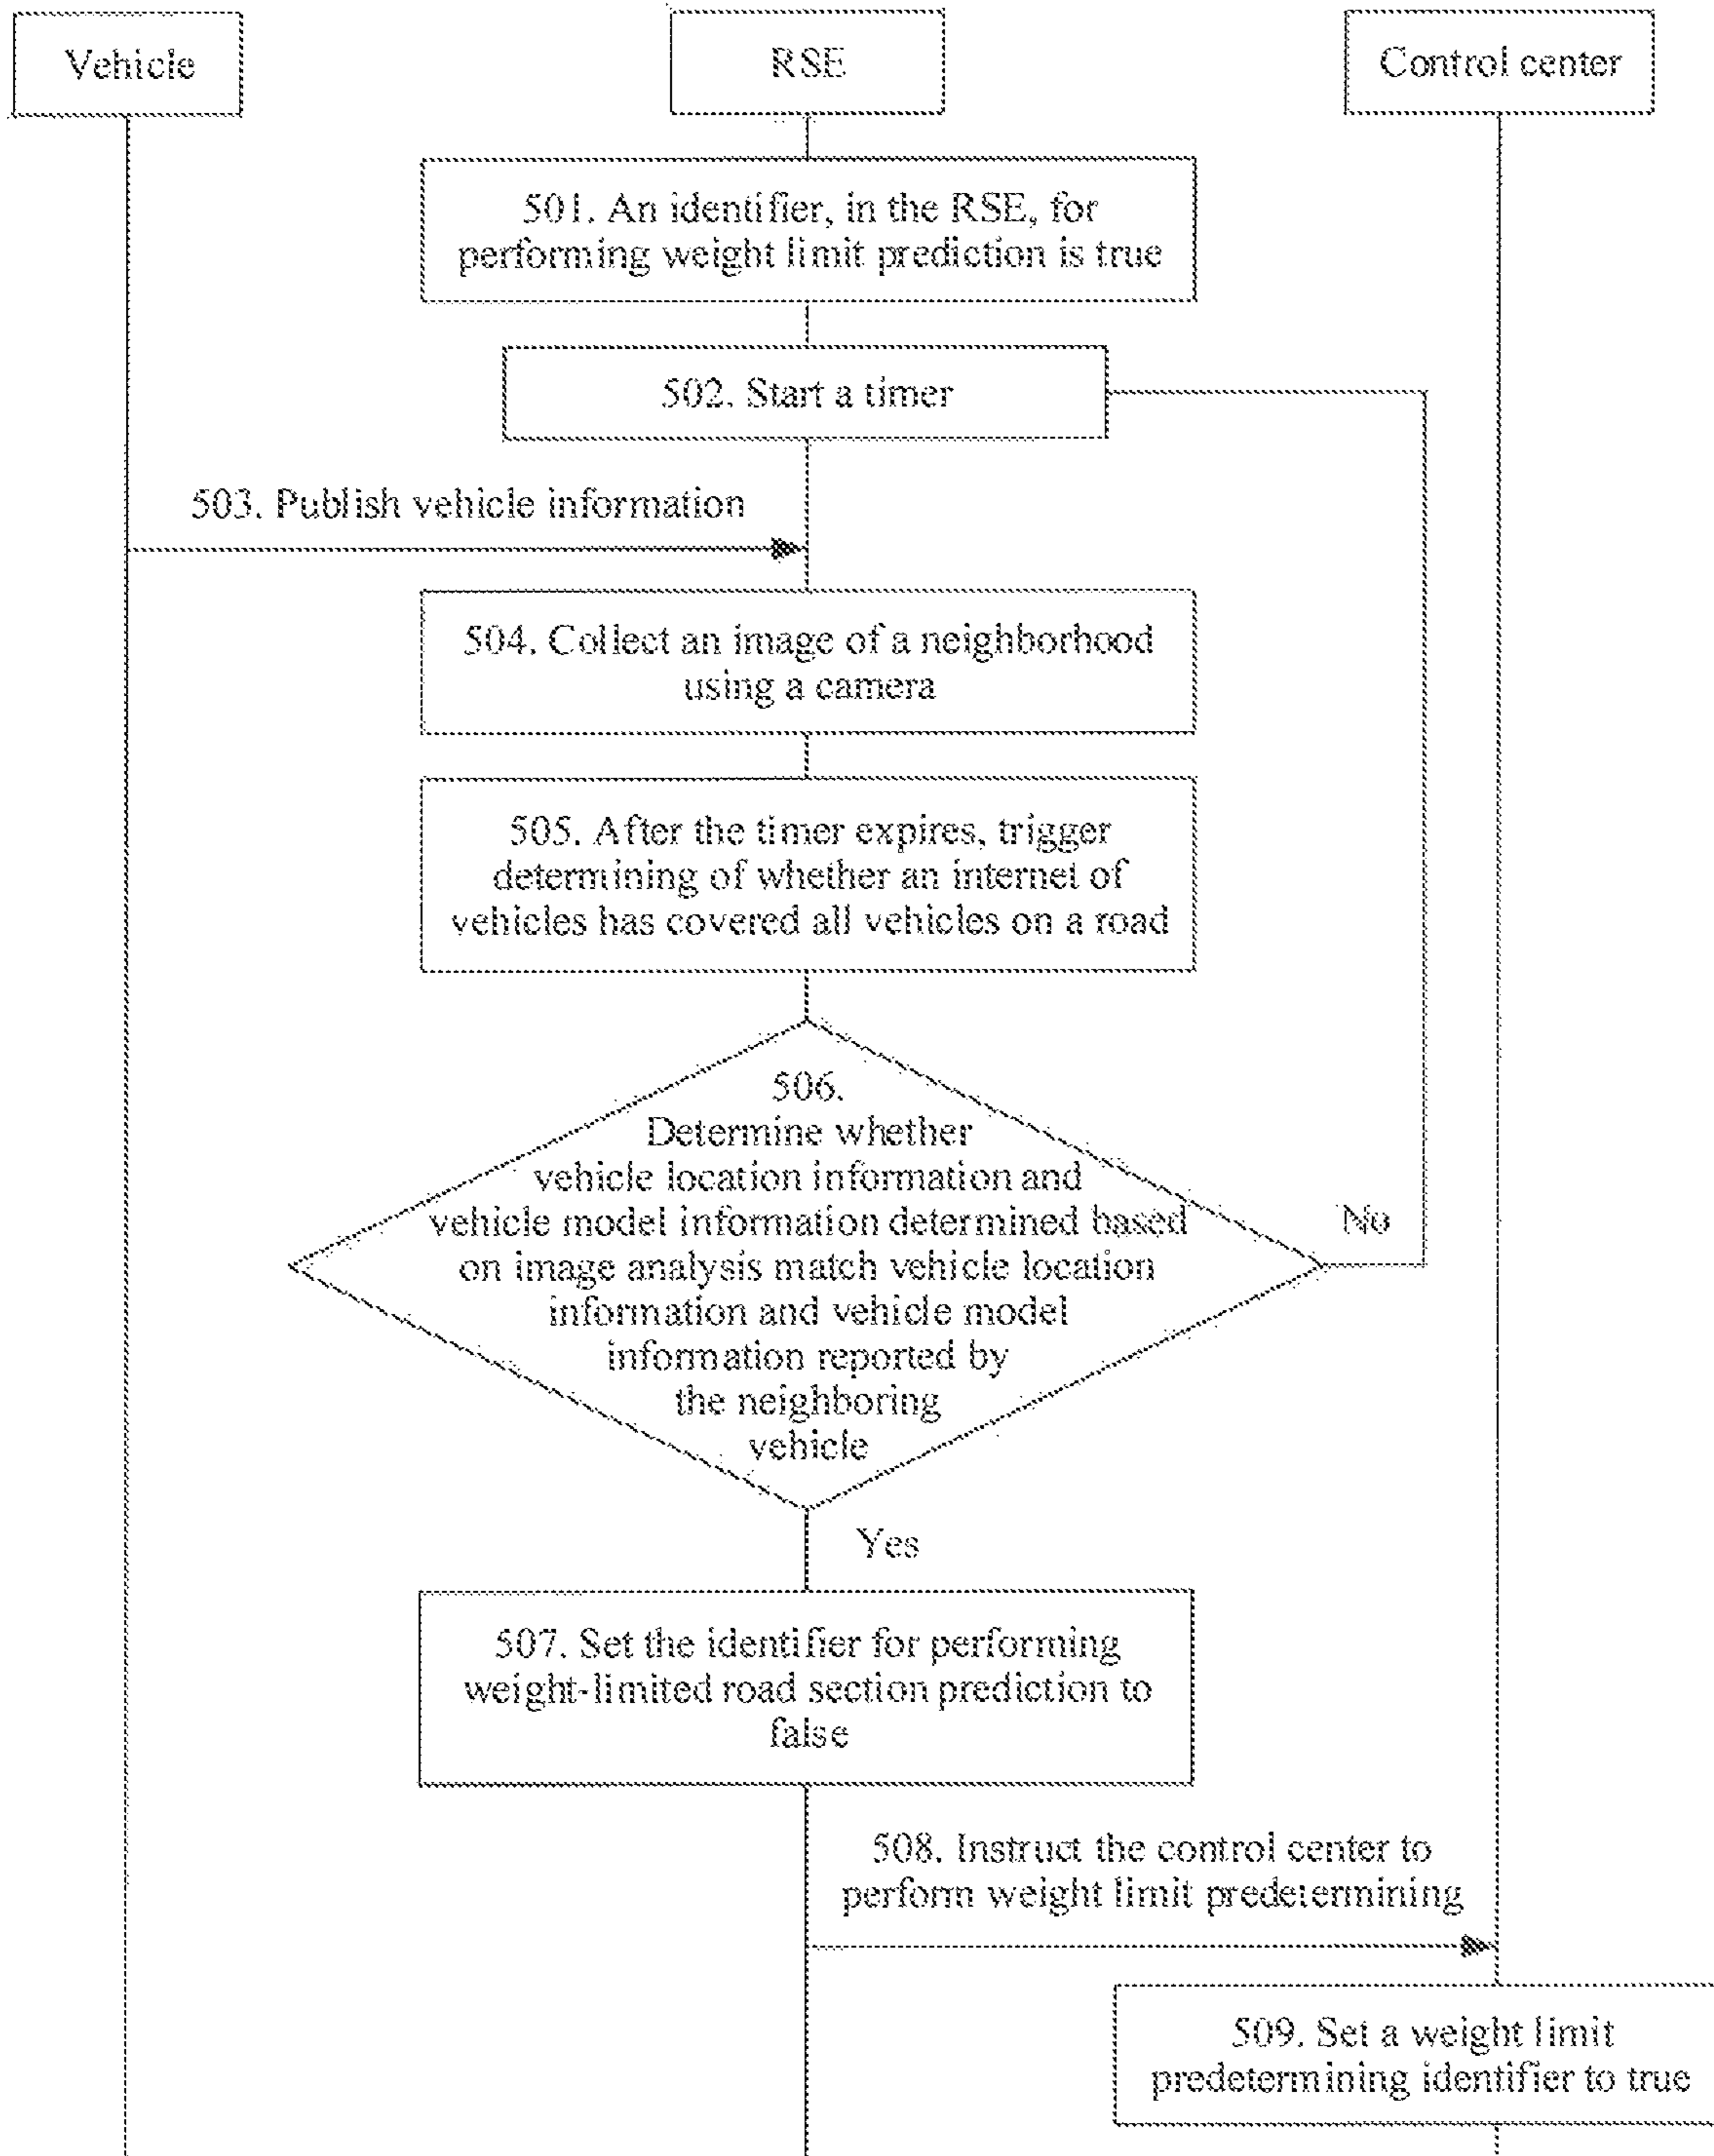 Vehicle
RSE
Control center
501. An identifier, in the RSE, for
performing weight limit prediction is true
502. Start a timer
503. Publish vehicle information
504. Collect an image of a neighborhood
using a camera
505. After the timer expires, trigger
determining of whether an internet of
vehicles has covered all vehicles on a road
506.
Determine whether
vehicle location information and
vehicle model information determined based
on image analysis match vehicle location
information and vehicle model
information reported by
the neighboring
vehicle
No
Yes
507. Set the identifier for performing
weight-limited road section prediction to
false
508. Instruct the control center to
perform weight limit predetermining
509. Set a weight limit
predetermining identifier to true